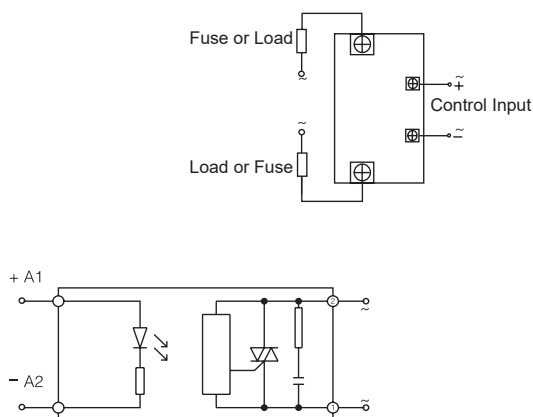 Fuse or Load
~
~
+
Control Input
~
Load or Fuse
~
−
+ A1
2
~
− A2
1
~